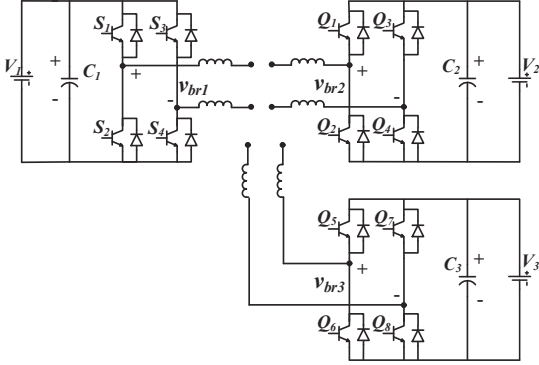 S1 S3 Q1 Q3
V1 + C1 + vbr1 - + vbr2 - C2 + V2
-
S2 S4 Q2 Q4
-
Q5 Q7
+ vbr3 - C3 + V3
-
Q6 Q8